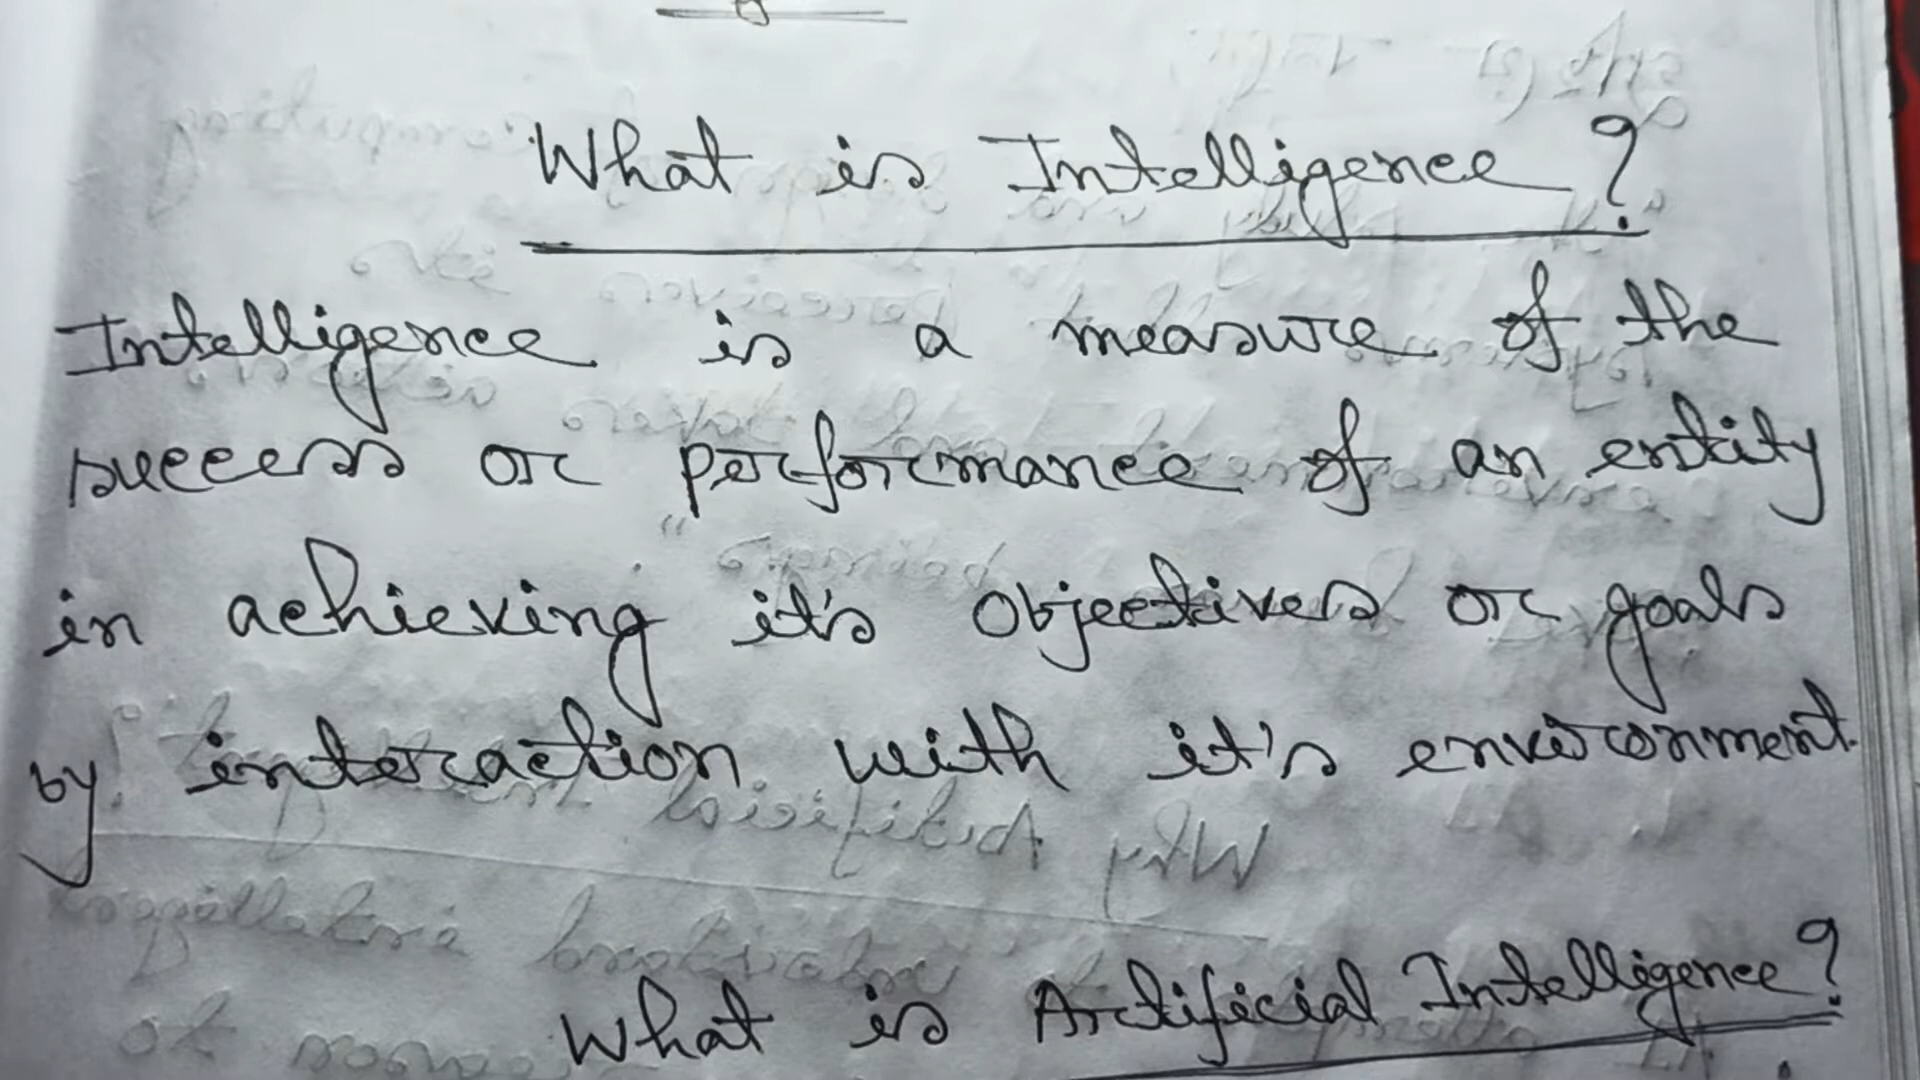 What is Intelligence ?
Intelligence is a measure of the
success or performance of an entity
in achieving it's objectives or goals
by interaction with it's environment.
What is Artificial Intelligence?